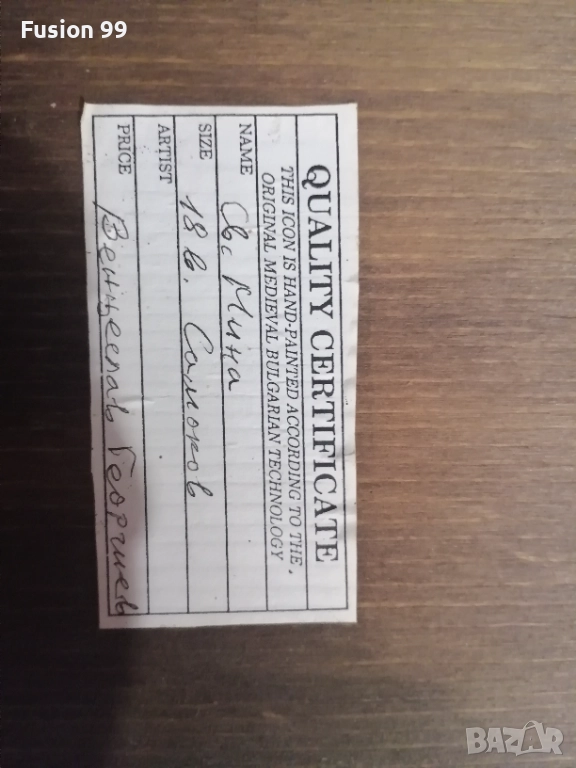 Fusion 99
QUALITY CERTIFICATE
THIS ICON IS HAND-PAINTED ACCORDING TO THE
ORIGINAL MEDIEVAL BULGARIAN TECHNOLOGY
NAME Св. Мина
SIZE 18 в. Самоков
ARTIST
PRICE Венцеслав Георгиев
BAZAR